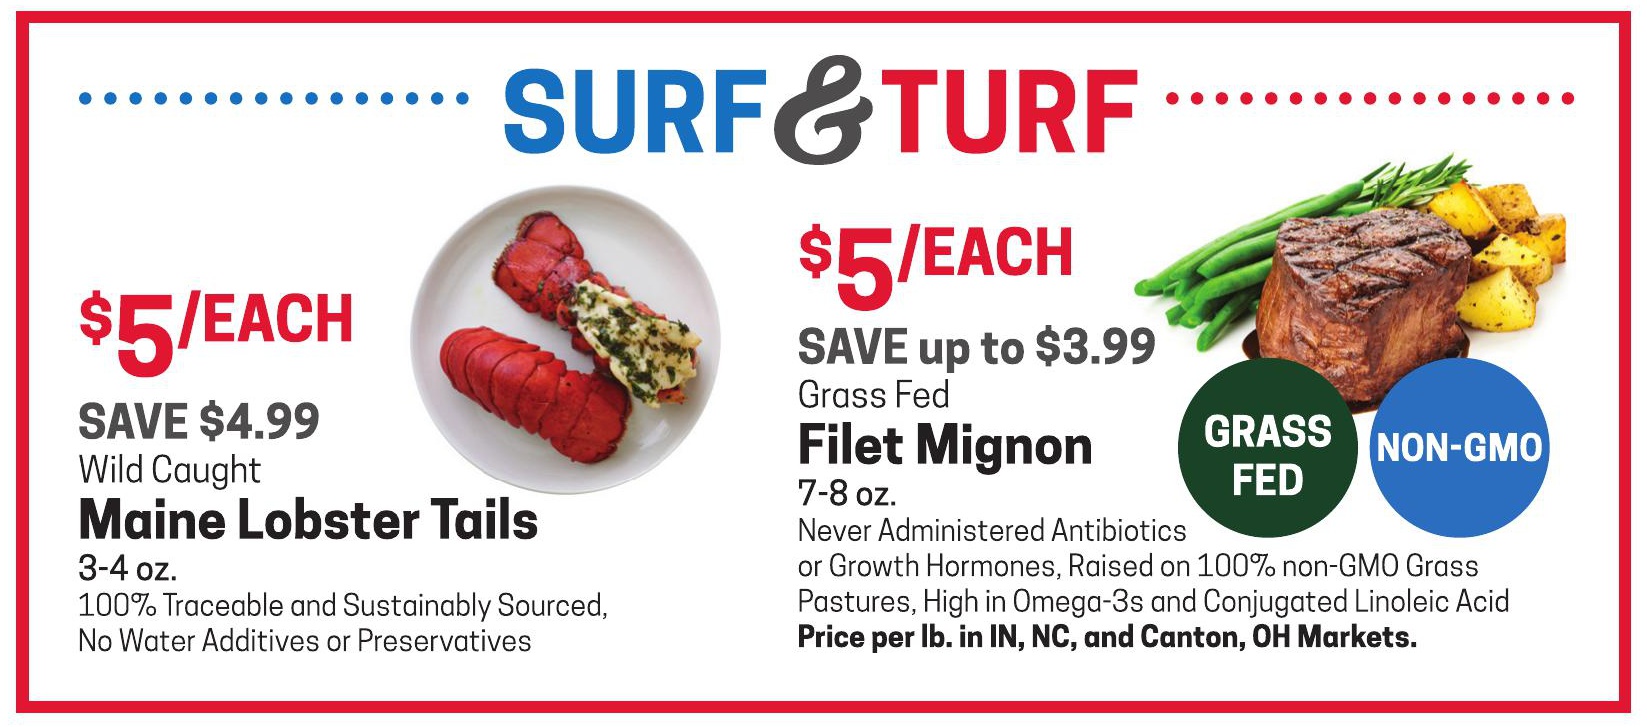 SURF & TURF
$5/EACH
SAVE $4.99
Wild Caught
Maine Lobster Tails
3-4 oz.
100% Traceable and Sustainably Sourced,
No Water Additives or Preservatives
$5/EACH
SAVE up to $3.99
Grass Fed
Filet Mignon
7-8 oz.
Never Administered Antibiotics
or Growth Hormones, Raised on 100% non-GMO Grass
Pastures, High in Omega-3s and Conjugated Linoleic Acid
Price per lb. in IN, NC, and Canton, OH Markets.
GRASS
FED
NON-GMO